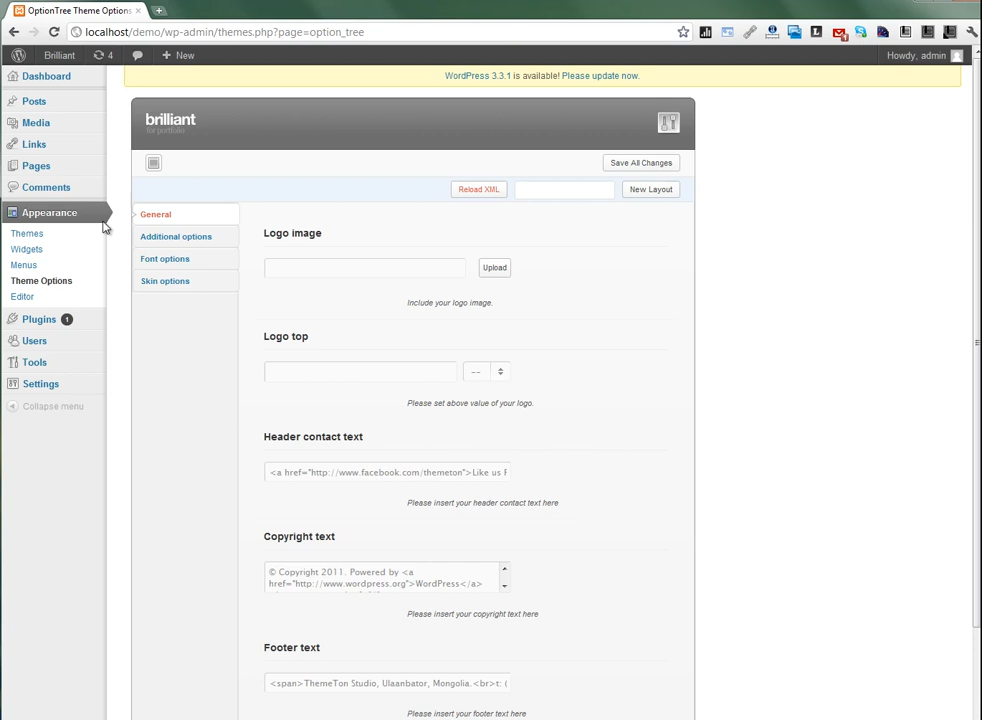 OptionTree Theme Options
localhost/demo/wp-admin/themes.php?page=option_tree
Brilliant
4
New
Howdy, admin
Dashboard
Posts
Media
Links
Pages
Comments
Appearance
Themes
Widgets
Menus
Theme Options
Editor
Plugins 1
Users
Tools
Settings
Collapse menu
WordPress 3.3.1 is available! Please update now.
brilliant
for portfolio
Save All Changes
Reload XML
New Layout
General
Additional options
Font options
Skin options
Logo image
Upload
Include your logo image.
Logo top
--
Please set above value of your logo.
Header contact text
<a href="http://www.facebook.com/themeton">Like us F
Please insert your header contact text here
Copyright text
© Copyright 2011. Powered by <a
href="http://www.wordpress.org">WordPress</a>
Please insert your copyright text here
Footer text
<span>ThemeTon Studio, Ulaanbator, Mongolia.<br>t: (
Please insert your footer text here